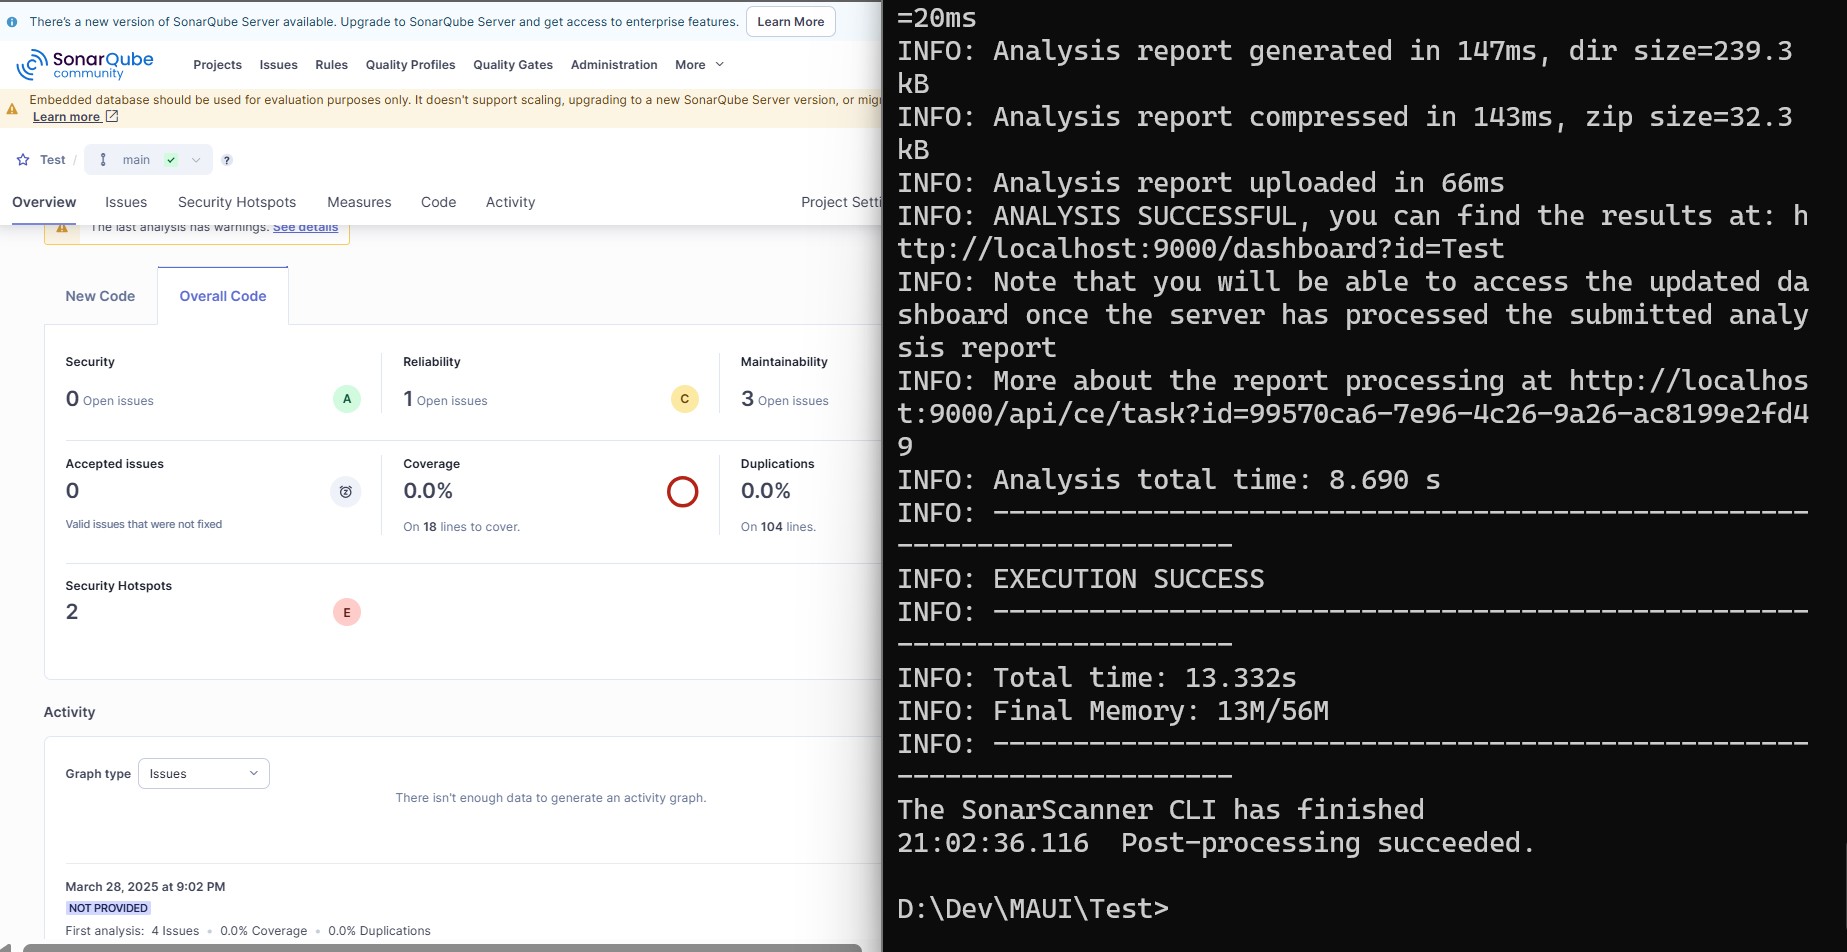 There's a new version of SonarQube Server available. Upgrade to SonarQube Server and get access to enterprise features. Learn More
SonarQube community
Projects Issues Rules Quality Profiles Quality Gates Administration More
Embedded database should be used for evaluation purposes only. It doesn't support scaling, upgrading to a new SonarQube Server version, or mig
Learn more
Test / main ?
Overview Issues Security Hotspots Measures Code Activity Project Setti
The last analysis has warnings. See details
New Code Overall Code
Security Reliability Maintainability
0 Open issues A 1 Open issues C 3 Open issues
Accepted issues Coverage Duplications
0 0.0% 0.0%
Valid issues that were not fixed On 18 lines to cover. On 104 lines.
Security Hotspots
2 E
Activity
Graph type Issues
There isn't enough data to generate an activity graph.
March 28, 2025 at 9:02 PM
NOT PROVIDED
First analysis: 4 Issues • 0.0% Coverage • 0.0% Duplications
=20ms
INFO: Analysis report generated in 147ms, dir size=239.3
kB
INFO: Analysis report compressed in 143ms, zip size=32.3
kB
INFO: Analysis report uploaded in 66ms
INFO: ANALYSIS SUCCESSFUL, you can find the results at: h
ttp://localhost:9000/dashboard?id=Test
INFO: Note that you will be able to access the updated da
shboard once the server has processed the submitted analy
sis report
INFO: More about the report processing at http://localhos
t:9000/api/ce/task?id=99570ca6-7e96-4c26-9a26-ac8199e2fd4
9
INFO: Analysis total time: 8.690 s
INFO: ---------------------------------------------------
---------------------
INFO: EXECUTION SUCCESS
INFO: ---------------------------------------------------
---------------------
INFO: Total time: 13.332s
INFO: Final Memory: 13M/56M
INFO: ---------------------------------------------------
---------------------
The SonarScanner CLI has finished
21:02:36.116  Post-processing succeeded.
D:\Dev\MAUI\Test>